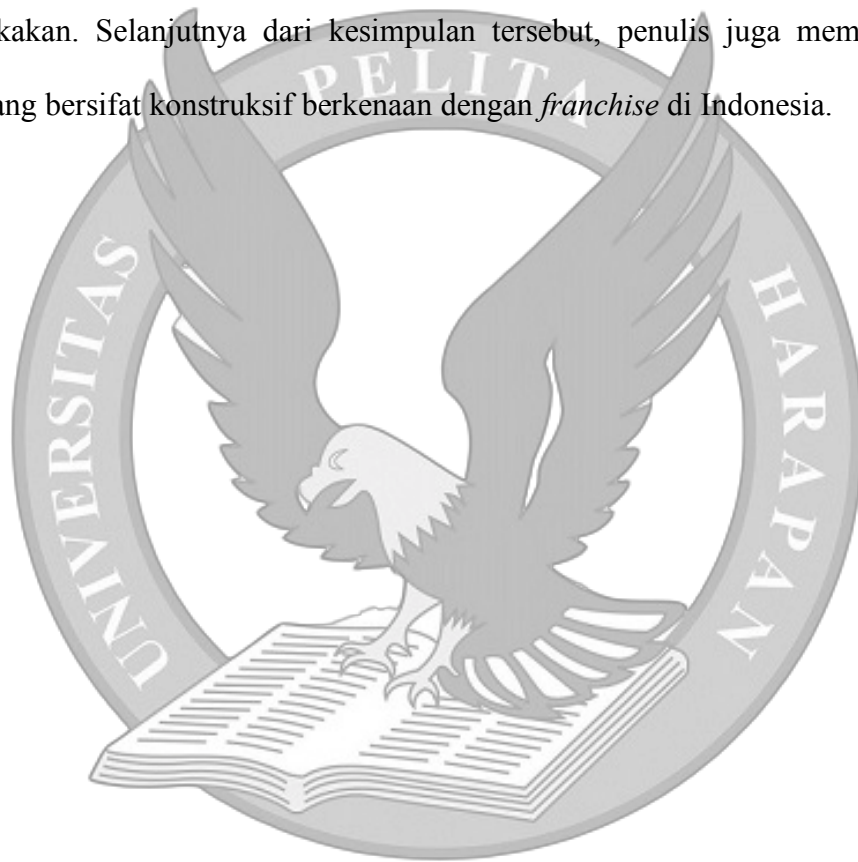 kakan. Selanjutnya dari kesimpulan tersebut, penulis juga mem
ang bersifat konstruksif berkenaan dengan franchise di Indonesia.
UNIVERSITAS PELITA HARAPAN